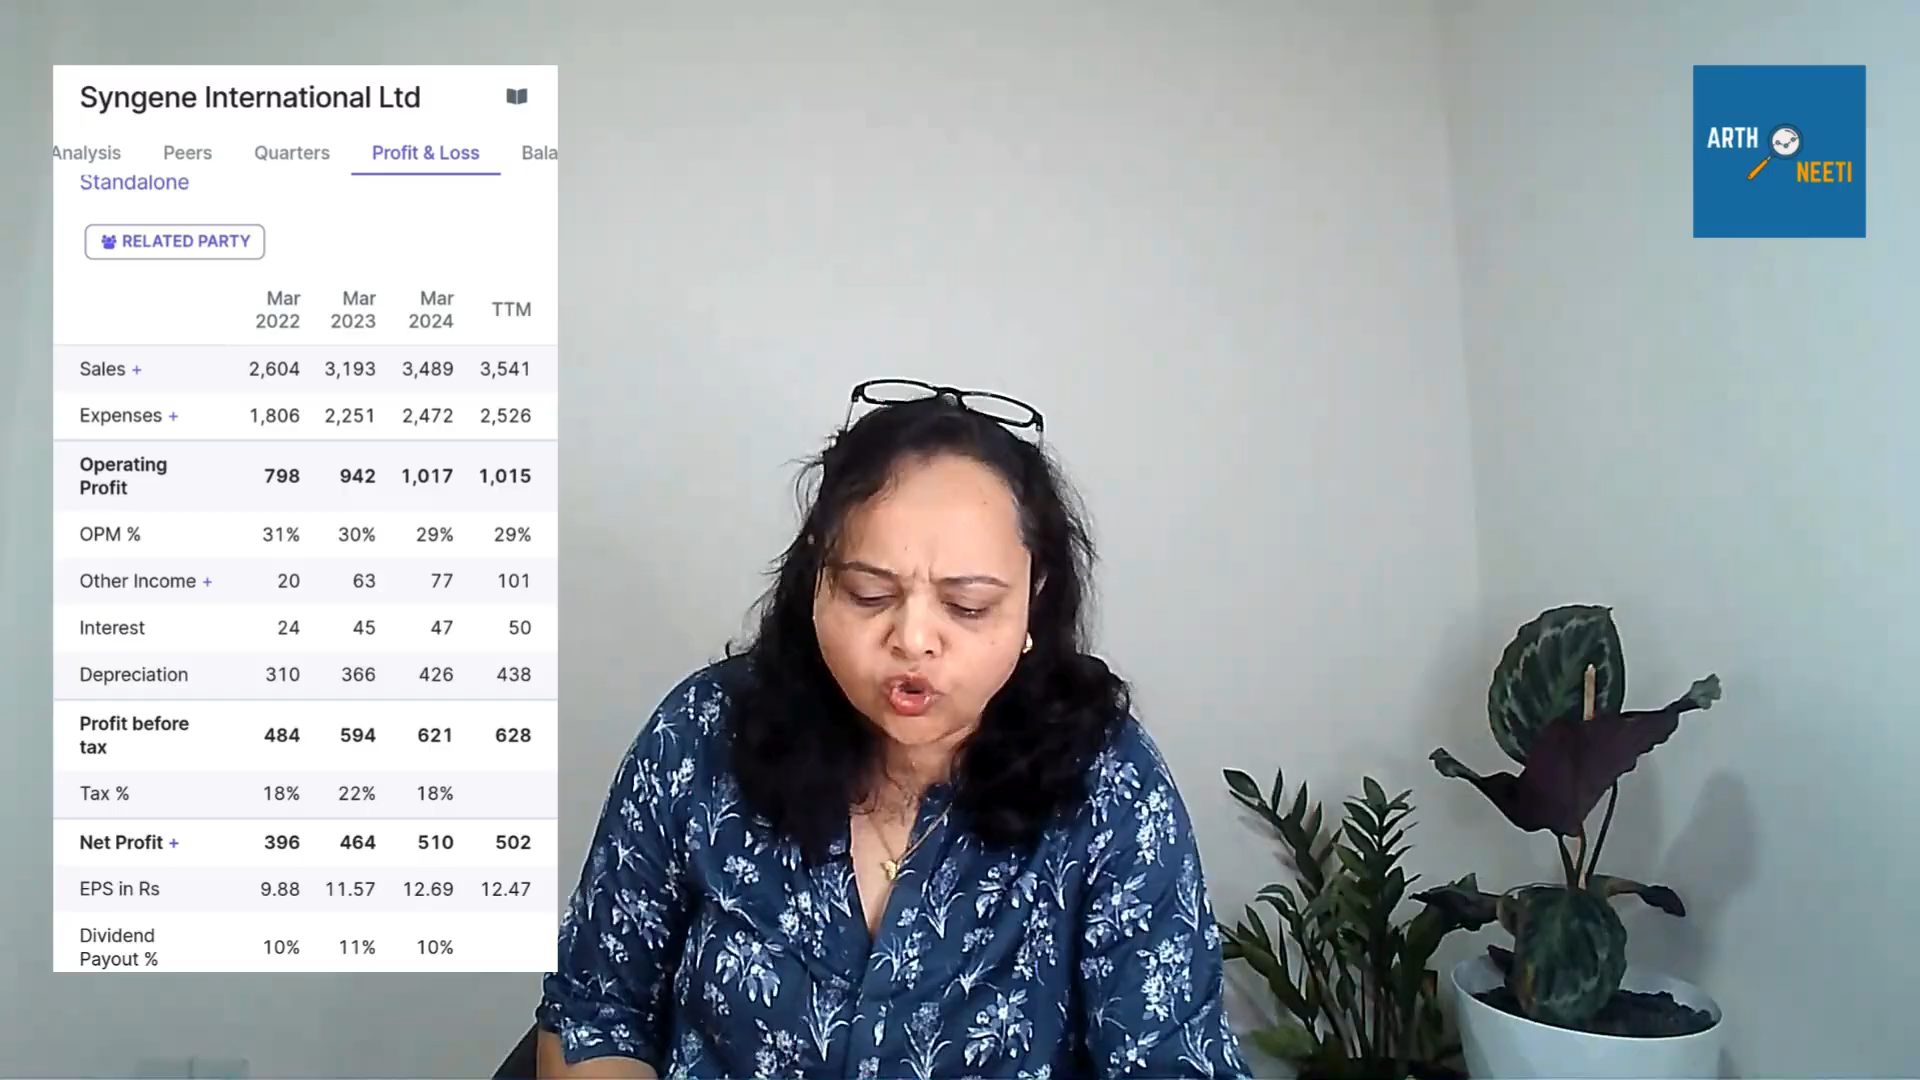 Syngene International Ltd
Analysis Peers Quarters Profit & Loss Bala
Standalone
RELATED PARTY
Mar 2022 Mar 2023 Mar 2024 TTM
Sales + 2,604 3,193 3,489 3,541
Expenses + 1,806 2,251 2,472 2,526
Operating Profit 798 942 1,017 1,015
OPM % 31% 30% 29% 29%
Other Income + 20 63 77 101
Interest 24 45 47 50
Depreciation 310 366 426 438
Profit before tax 484 594 621 628
Tax % 18% 22% 18%
Net Profit + 396 464 510 502
EPS in Rs 9.88 11.57 12.69 12.47
Dividend Payout % 10% 11% 10%
ARTH
NEETI